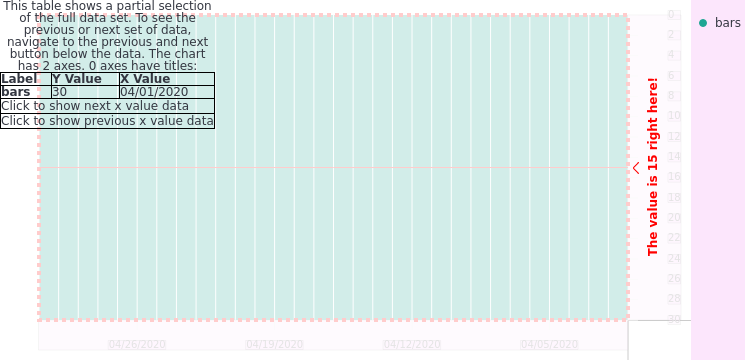 This table shows a partial selection
of the full data set. To see the
previous or next set of data,
navigate to the previous and next
button below the data. The chart
has 2 axes. 0 axes have titles:
Label Y Value X Value
bars 30 04/01/2020
Click to show next x value data
Click to show previous x value data
bars
The value is 15 right here!
0
2
4
6
8
10
12
14
16
18
20
22
24
26
28
30
04/26/2020 04/19/2020 04/12/2020 04/05/2020